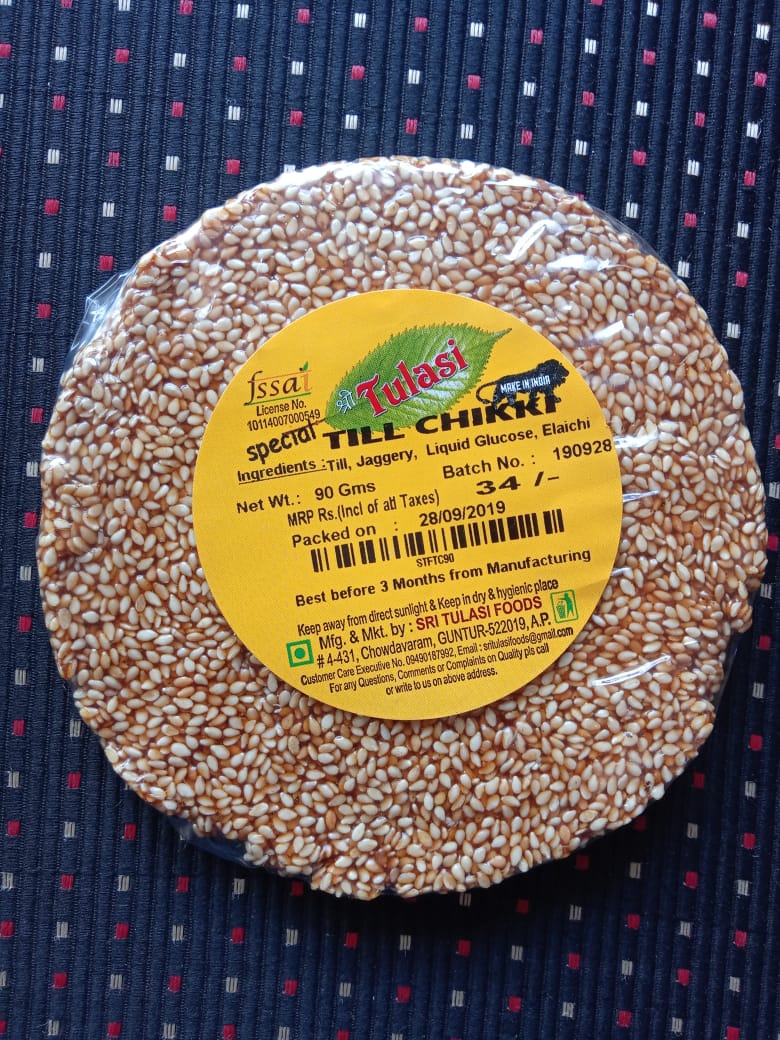 fssai
License No.
10114007000549
श्री Tulasi
MAKE IN INDIA
special TILL CHIKKI
Ingredients : Till, Jaggery, Liquid Glucose, Elaichi
Net Wt.: 90 Gms
Batch No. : 190928
MRP Rs.(Incl of all Taxes) 34 /-
Packed on : 28/09/2019
STFTC90
Best before 3 Months from Manufacturing
Keep away from direct sunlight & Keep in dry & hygienic place
Mfg. & Mkt. by : SRI TULASI FOODS
# 4-431, Chowdavaram, GUNTUR-522019, A.P.
Customer Care Executive No. 09490187992, Email : sritulasifoods@gmail.com
For any Questions, Comments or Complaints on Quality pls call
or write to us on above address.